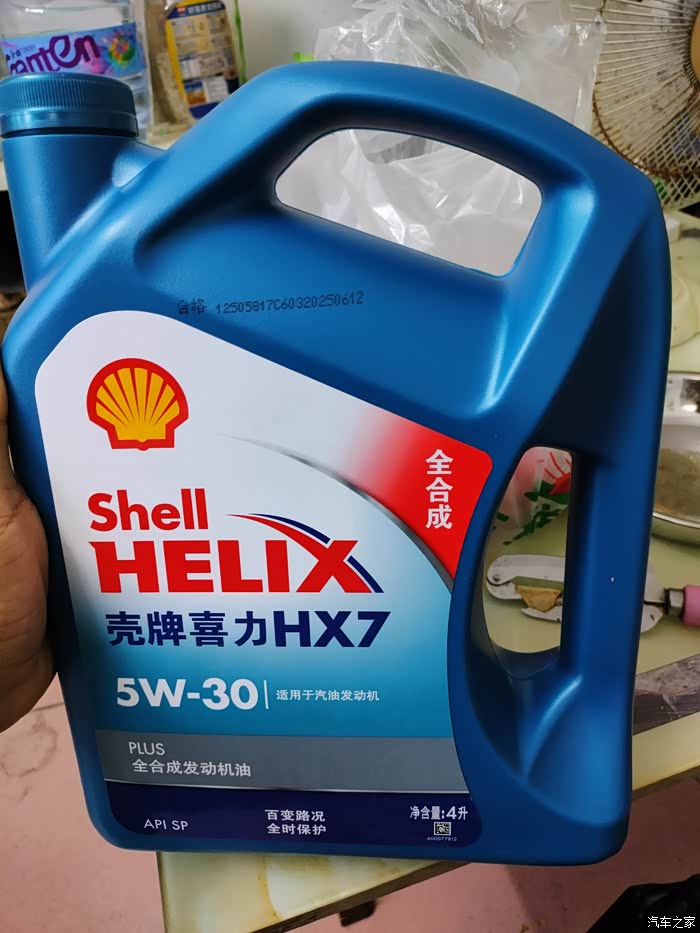 anten
合格 12505817C60320250612
全合成
Shell
HELIX
壳牌喜力HX7
5W-30
适用于汽油发动机
PLUS
全合成发动机油
API SP
百变路况
全时保护
净含量:4升
600077812
汽车之家